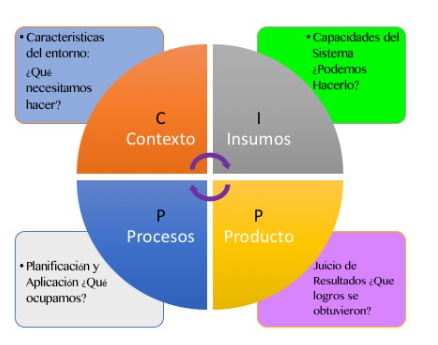 • Características
del entorno:
¿Qué
necesitamos
hacer?
• Capacidades del
Sistema
¿Podemos
Hacerlo?
C
Contexto
I
Insumos
P
Procesos
P
Producto
• Planificación y
Aplicación ¿Qué
ocupamos?
Juicio de
Resultados ¿Que
logros se
obtuvieron?